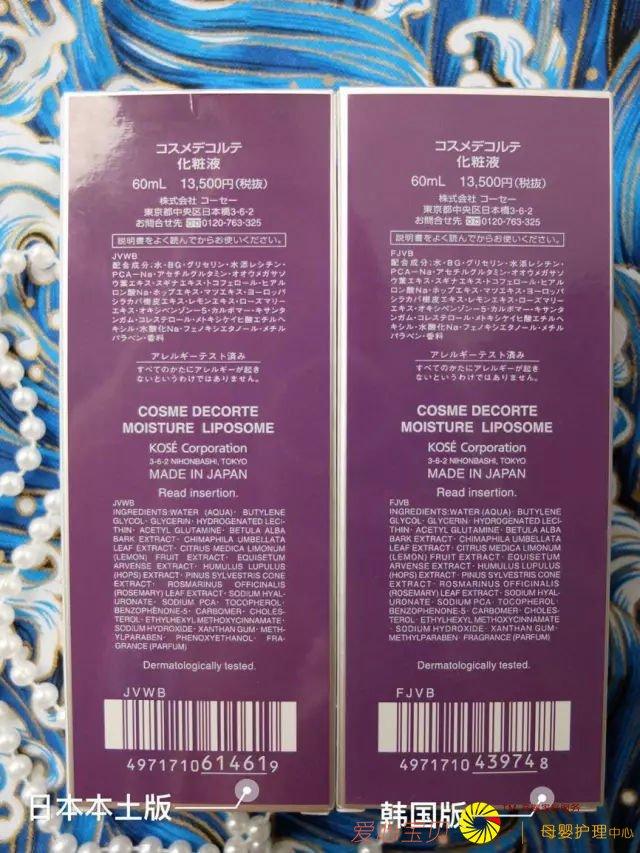 コスメデコルテ
化粧液
60mL 13,500円(税抜)
株式会社 コーセー
東京都中央区日本橋3-6-2
お問合せ先 0120-763-325
説明書をよく読んでからお使いください。
JVWB
配合成分:水・BG・グリセリン・水添レシチン・
PCA-Na・アセチルグルタミン・オオウメガサソ
ウ葉エキス・スギナエキス・トコフェロール・ヒアル
ロン酸Na・ホップエキス・マツエキス・ヨーロッパ
シラカバ樹皮エキス・レモンエキス・ローズマリー
エキス・オキシベンゾン-5・カルボマー・キサンタ
ンガム・コレステロール・メトキシケイヒ酸エチルヘ
キシル・水酸化Na・フェノキシエタノール・メチル
パラベン・香料
アレルギーテスト済み
すべてのかたにアレルギーが起き
ないというわけではありません。
COSME DECORTE
MOISTURE LIPOSOME
KOSÉ Corporation
3-6-2 NIHONBASHI, TOKYO
MADE IN JAPAN
Read insertion.
JVWB
INGREDIENTS:WATER (AQUA)· BUTYLENE
GLYCOL· GLYCERIN· HYDROGENATED LECI-
THIN· ACETYL GLUTAMINE· BETULA ALBA
BARK EXTRACT· CHIMAPHILA UMBELLATA
LEAF EXTRACT· CITRUS MEDICA LIMONUM
(LEMON) FRUIT EXTRACT· EQUISETUM
ARVENSE EXTRACT· HUMULUS LUPULUS
(HOPS) EXTRACT· PINUS SYLVESTRIS CONE
EXTRACT· ROSMARINUS OFFICINALIS
(ROSEMARY) LEAF EXTRACT· SODIUM HYAL-
URONATE· SODIUM PCA· TOCOPHEROL·
BENZOPHENONE-5· CARBOMER· CHOLES-
TEROL· ETHYLHEXYL METHOXYCINNAMATE·
SODIUM HYDROXIDE· XANTHAN GUM· METH-
YLPARABEN· PHENOXYETHANOL· FRA-
GRANCE (PARFUM)
Dermatologically tested.
JVWB
4971710614619
日本本土版
コスメデコルテ
化粧液
60mL 13,500円(税抜)
株式会社 コーセー
東京都中央区日本橋3-6-2
お問合せ先 0120-763-325
説明書をよく読んでからお使いください。
FJVB
配合成分:水・BG・グリセリン・水添レシチン・
PCA-Na・アセチルグルタミン・オオウメガサソ
ウ葉エキス・スギナエキス・トコフェロール・ヒアル
ロン酸Na・ホップエキス・マツエキス・ヨーロッパ
シラカバ樹皮エキス・レモンエキス・ローズマリー
エキス・オキシベンゾン-5・カルボマー・キサンタ
ンガム・コレステロール・メトキシケイヒ酸エチルヘ
キシル・水酸化Na・フェノキシエタノール・メチル
パラベン・香料
アレルギーテスト済み
すべてのかたにアレルギーが起き
ないというわけではありません。
COSME DECORTE
MOISTURE LIPOSOME
KOSÉ Corporation
3-6-2 NIHONBASHI, TOKYO
MADE IN JAPAN
Read insertion.
FJVB
INGREDIENTS:WATER (AQUA)· BUTYLENE
GLYCOL· GLYCERIN· HYDROGENATED LECI-
THIN· ACETYL GLUTAMINE· BETULA ALBA
BARK EXTRACT· CHIMAPHILA UMBELLATA
LEAF EXTRACT· CITRUS MEDICA LIMONUM
(LEMON) FRUIT EXTRACT· EQUISETUM
ARVENSE EXTRACT· HUMULUS LUPULUS
(HOPS) EXTRACT· PINUS SYLVESTRIS CONE
EXTRACT· ROSMARINUS OFFICINALIS
(ROSEMARY) LEAF EXTRACT· SODIUM HYAL-
URONATE· SODIUM PCA· TOCOPHEROL·
BENZOPHENONE-5· CARBOMER· CHOLES-
TEROL· ETHYLHEXYL METHOXYCINNAMATE
· SODIUM HYDROXIDE· XANTHAN GUM·
METHYLPARABEN· FRAGRANCE (PARFUM)
Dermatologically tested.
FJVB
4971710439748
韩国版
母婴护理中心